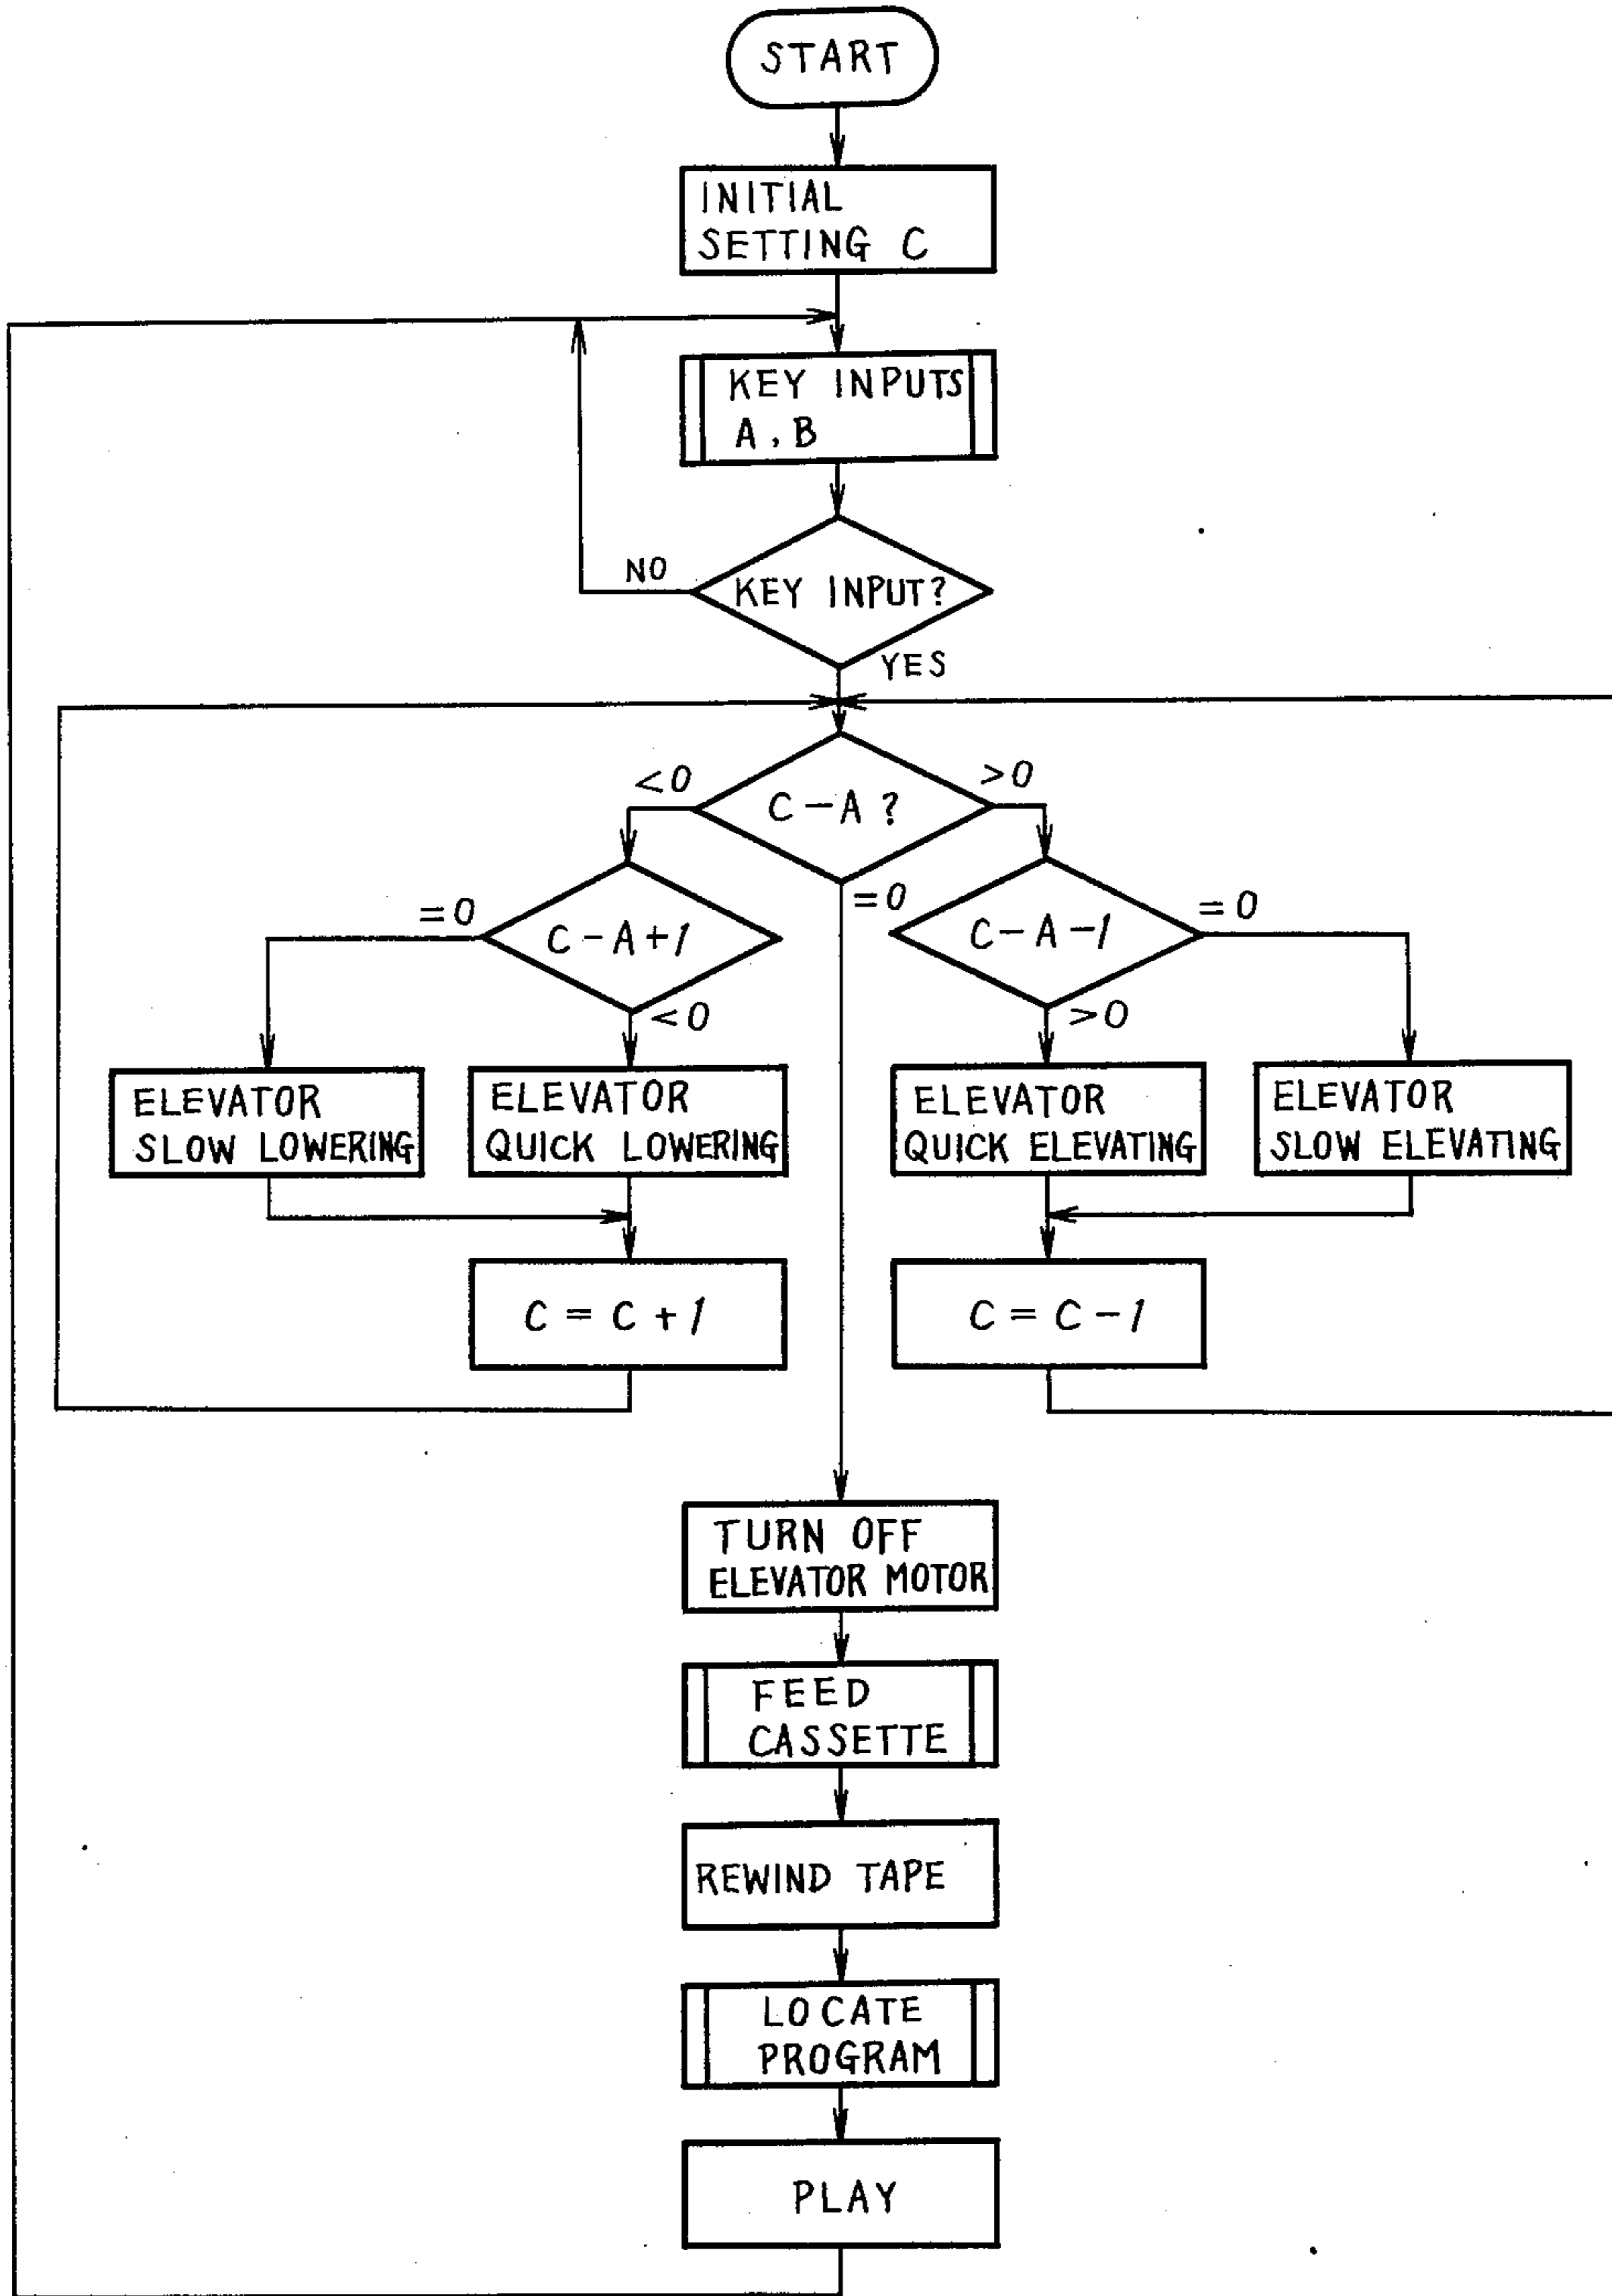 START
INITIAL
SETTING C
KEY INPUTS
A, B
KEY INPUT?
NO
YES
C-A?
<0
>0
=0
C-A+1
=0
<0
C-A-1
=0
>0
ELEVATOR
SLOW LOWERING
ELEVATOR
QUICK LOWERING
ELEVATOR
QUICK ELEVATING
ELEVATOR
SLOW ELEVATING
C = C + 1
C = C - 1
TURN OFF
ELEVATOR MOTOR
FEED
CASSETTE
REWIND TAPE
LOCATE
PROGRAM
PLAY